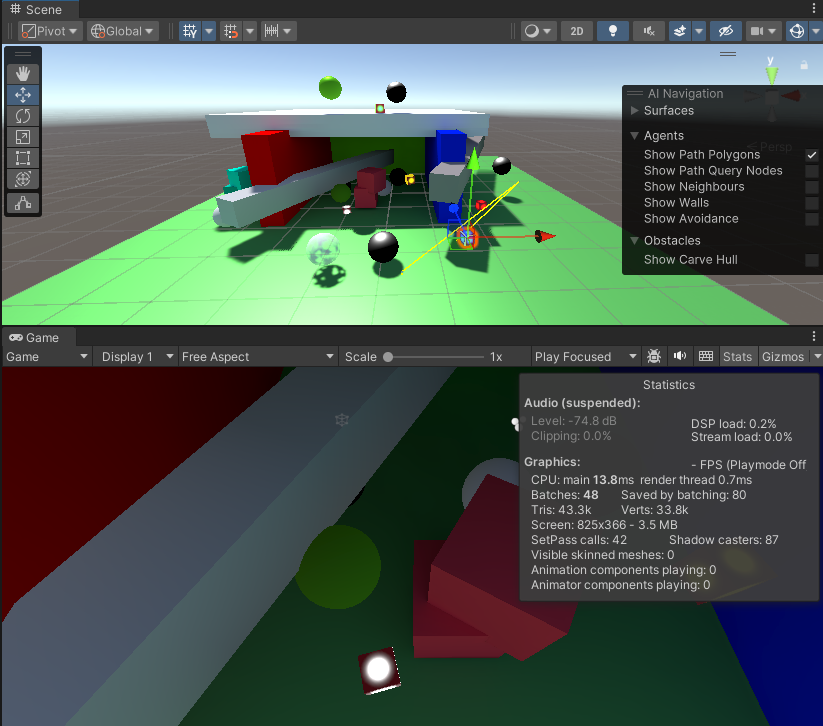 Scene
Pivot Global 2D
y
Persp
AI Navigation
Surfaces
Agents
Show Path Polygons
Show Path Query Nodes
Show Neighbours
Show Walls
Show Avoidance
Obstacles
Show Carve Hull
Game
Game Display 1 Free Aspect Scale 1x Play Focused Stats Gizmos
Statistics
Audio (suspended):
Level: -74.8 dB DSP load: 0.2%
Clipping: 0.0% Stream load: 0.0%
Graphics: - FPS (Playmode Off
CPU: main 13.8ms render thread 0.7ms
Batches: 48 Saved by batching: 80
Tris: 43.3k Verts: 33.8k
Screen: 825x366 - 3.5 MB
SetPass calls: 42 Shadow casters: 87
Visible skinned meshes: 0
Animation components playing: 0
Animator components playing: 0